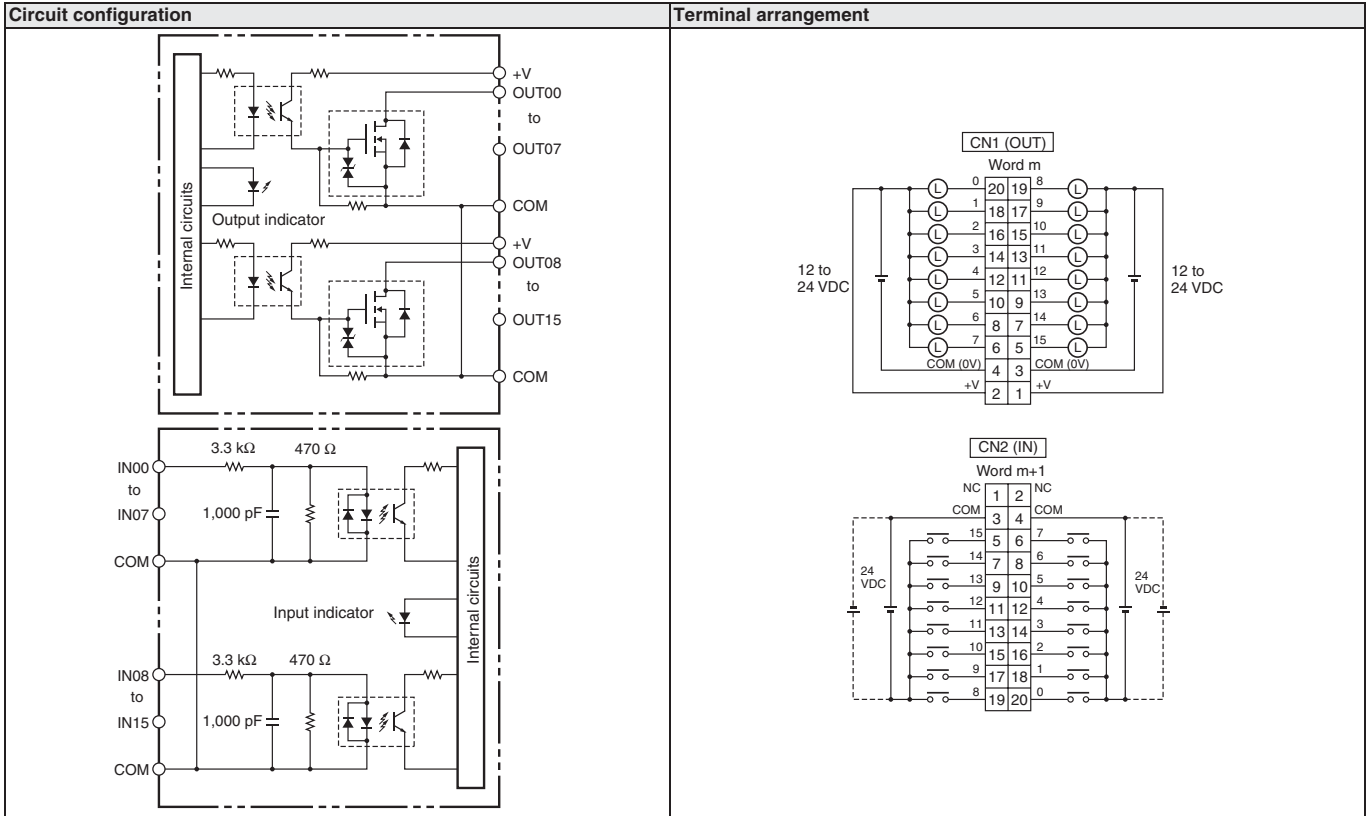 Circuit configuration
Terminal arrangement
Internal circuits
+V
OUT00
to
OUT07
COM
Output indicator
+V
OUT08
to
OUT15
COM
3.3 kΩ 470 Ω
IN00
to
IN07
1,000 pF
COM
Internal circuits
Input indicator
3.3 kΩ 470 Ω
IN08
to
IN15
1,000 pF
COM
CN1 (OUT)
Word m
L 0 20 19 8 L
L 1 18 17 9 L
L 2 16 15 10 L
L 3 14 13 11 L
L 4 12 11 12 L
L 5 10 9 13 L
L 6 8 7 14 L
L 7 6 5 15 L
COM (0V) 4 3 COM (0V)
+V 2 1 +V
12 to
24 VDC
12 to
24 VDC
CN2 (IN)
Word m+1
NC 1 2 NC
COM 3 4 COM
15 5 6 7
14 7 8 6
13 9 10 5
12 11 12 4
11 13 14 3
10 15 16 2
9 17 18 1
8 19 20 0
24
VDC
24
VDC